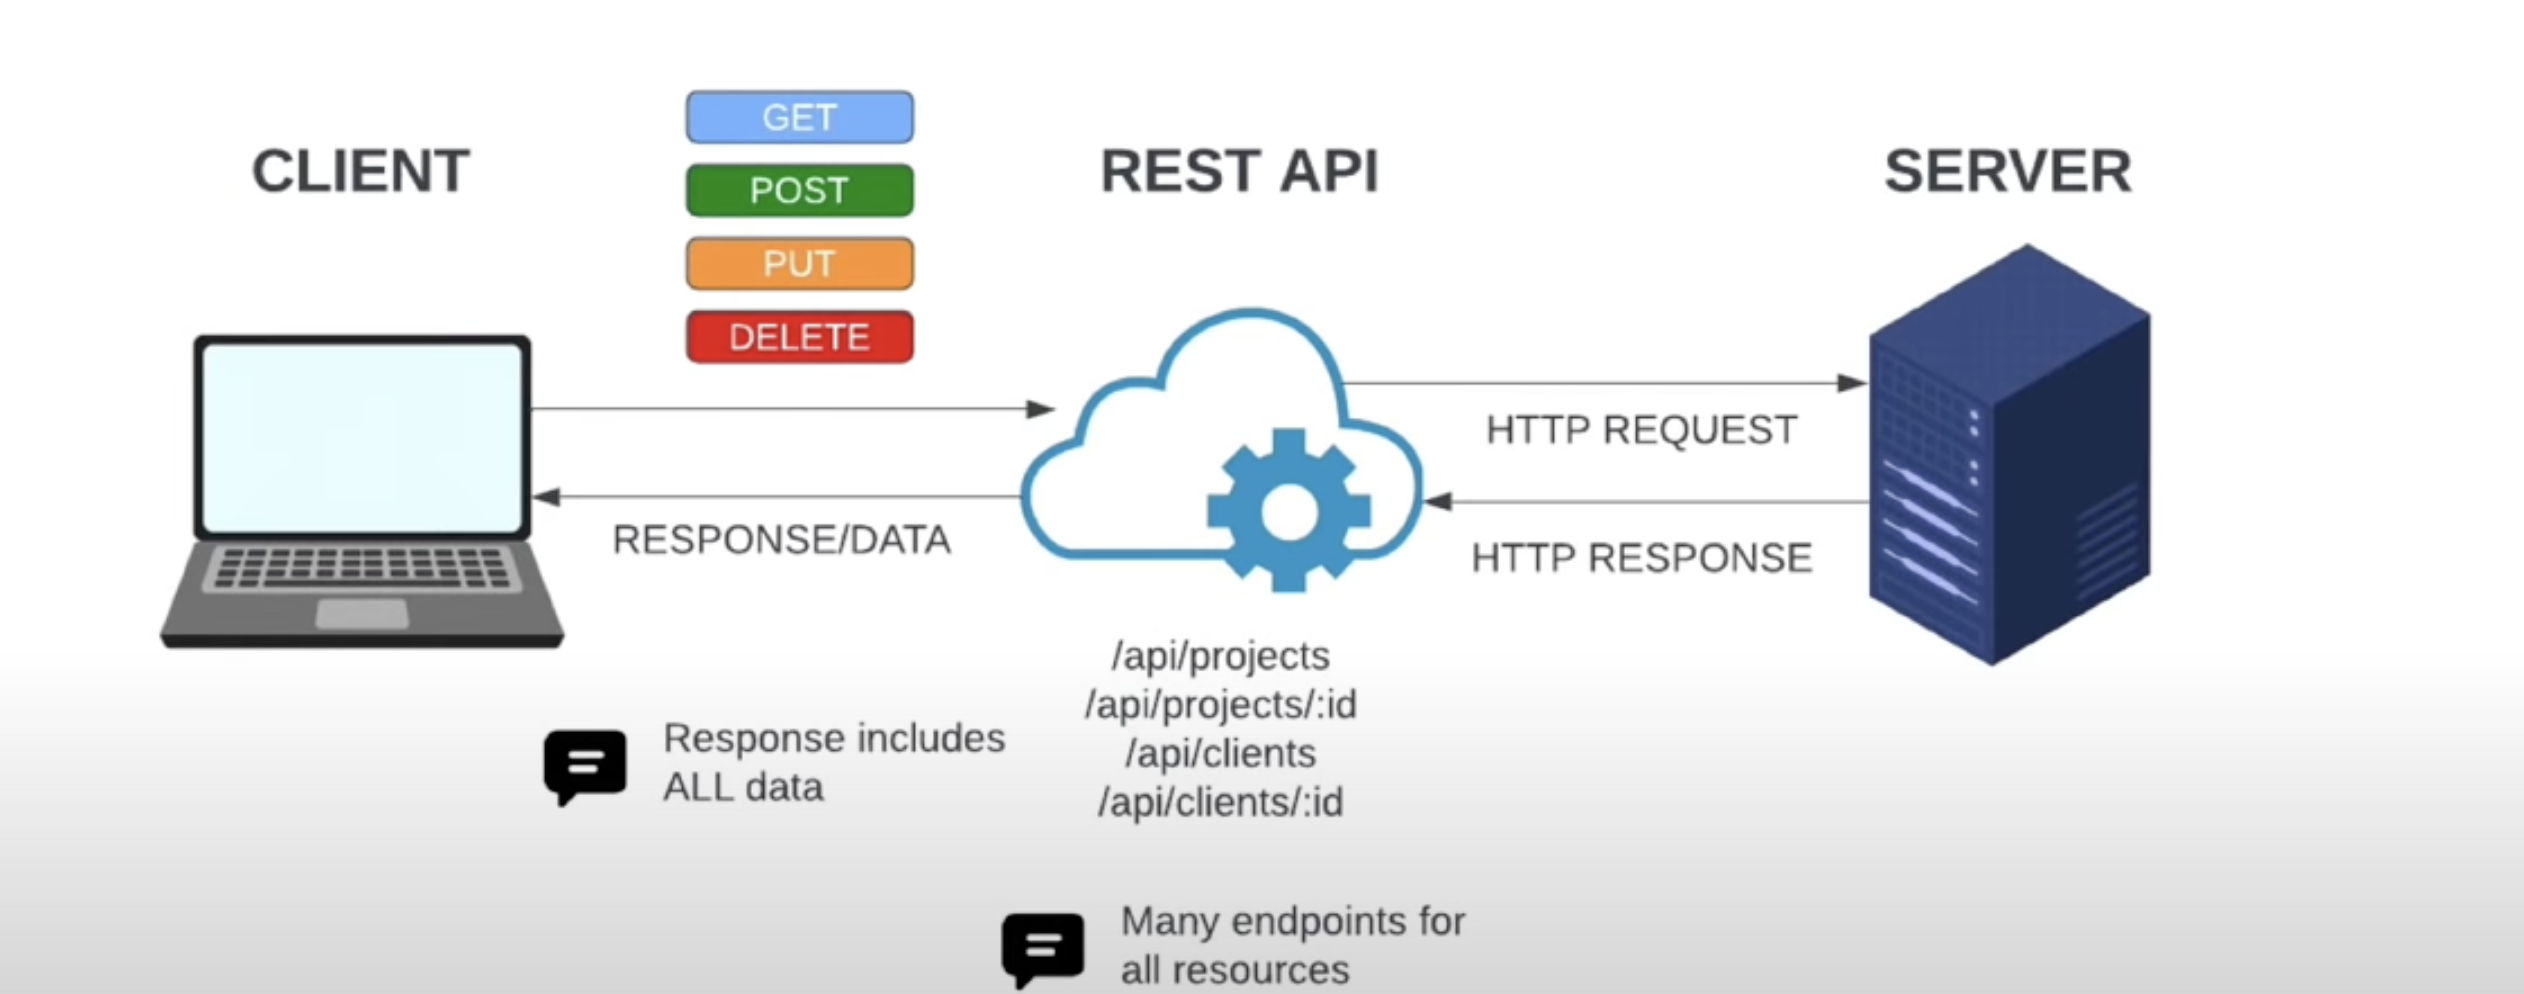 CLIENT
GET
POST
PUT
DELETE
REST API
SERVER
RESPONSE/DATA
HTTP REQUEST
HTTP RESPONSE
/api/projects
/api/projects/:id
/api/clients
/api/clients/:id
Response includes
ALL data
Many endpoints for
all resources